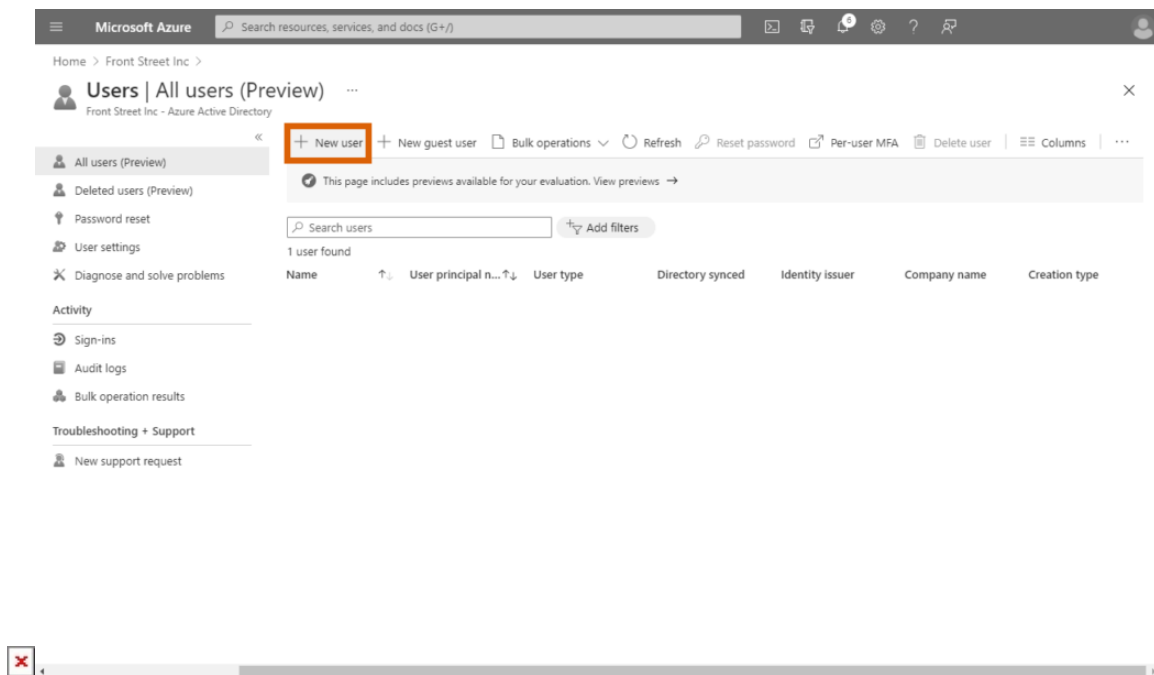 Microsoft Azure Search resources, services, and docs (G+/) 6
Home > Front Street Inc >
Users | All users (Preview) ...
Front Street Inc - Azure Active Directory
«
New user New guest user Bulk operations Refresh Reset password Per-user MFA Delete user Columns ...
All users (Preview)
Deleted users (Preview)
Password reset
User settings
Diagnose and solve problems
Activity
Sign-ins
Audit logs
Bulk operation results
Troubleshooting + Support
New support request
This page includes previews available for your evaluation. View previews →
Search users Add filters
1 user found
Name ↑↓ User principal n...↑↓ User type Directory synced Identity issuer Company name Creation type